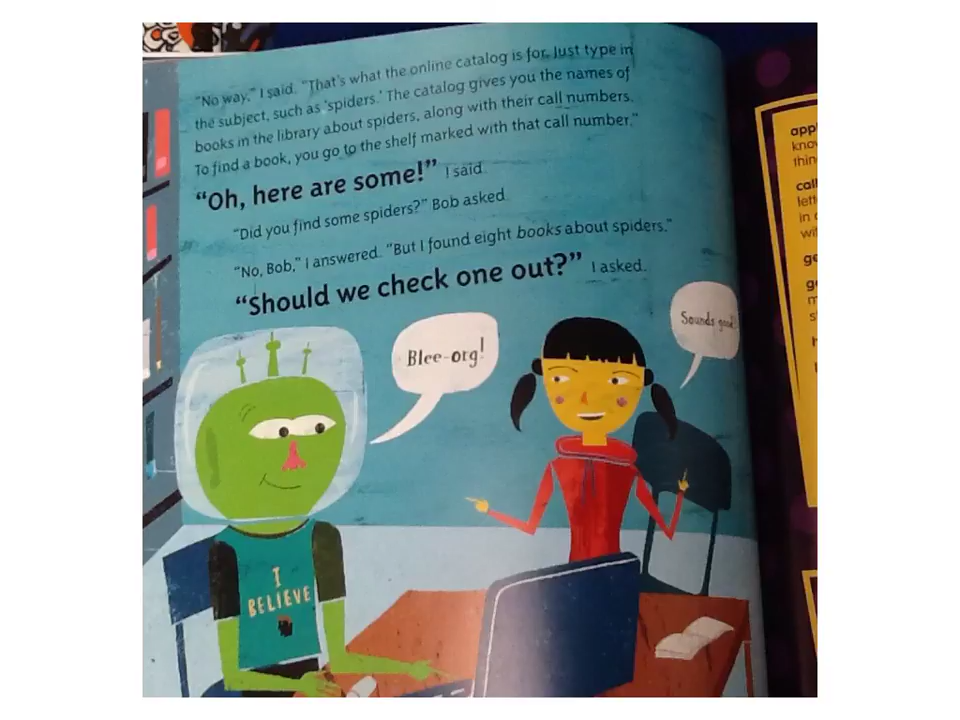 "No way," I said. "That's what the online catalog is for. Just type in
the subject, such as 'spiders.' The catalog gives you the names of
books in the library about spiders, along with their call numbers.
To find a book, you go to the shelf marked with that call number."
"Oh, here are some!" I said.
"Did you find some spiders?" Bob asked.
"No, Bob," I answered. "But I found eight books about spiders."
"Should we check one out?" I asked.
Sounds good
Blee-org!
I
BELIEVE